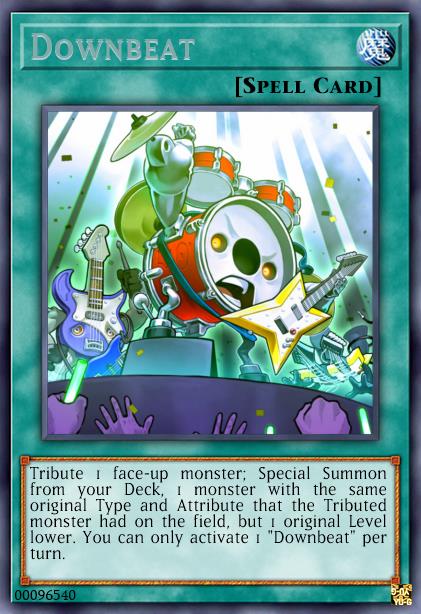 Downbeat
魔
[Spell Card]
Tribute 1 face-up monster; Special Summon
from your Deck, 1 monster with the same
original Type and Attribute that the Tributed
monster had on the field, but 1 original Level
lower. You can only activate 1 "Downbeat" per
turn.
00096540